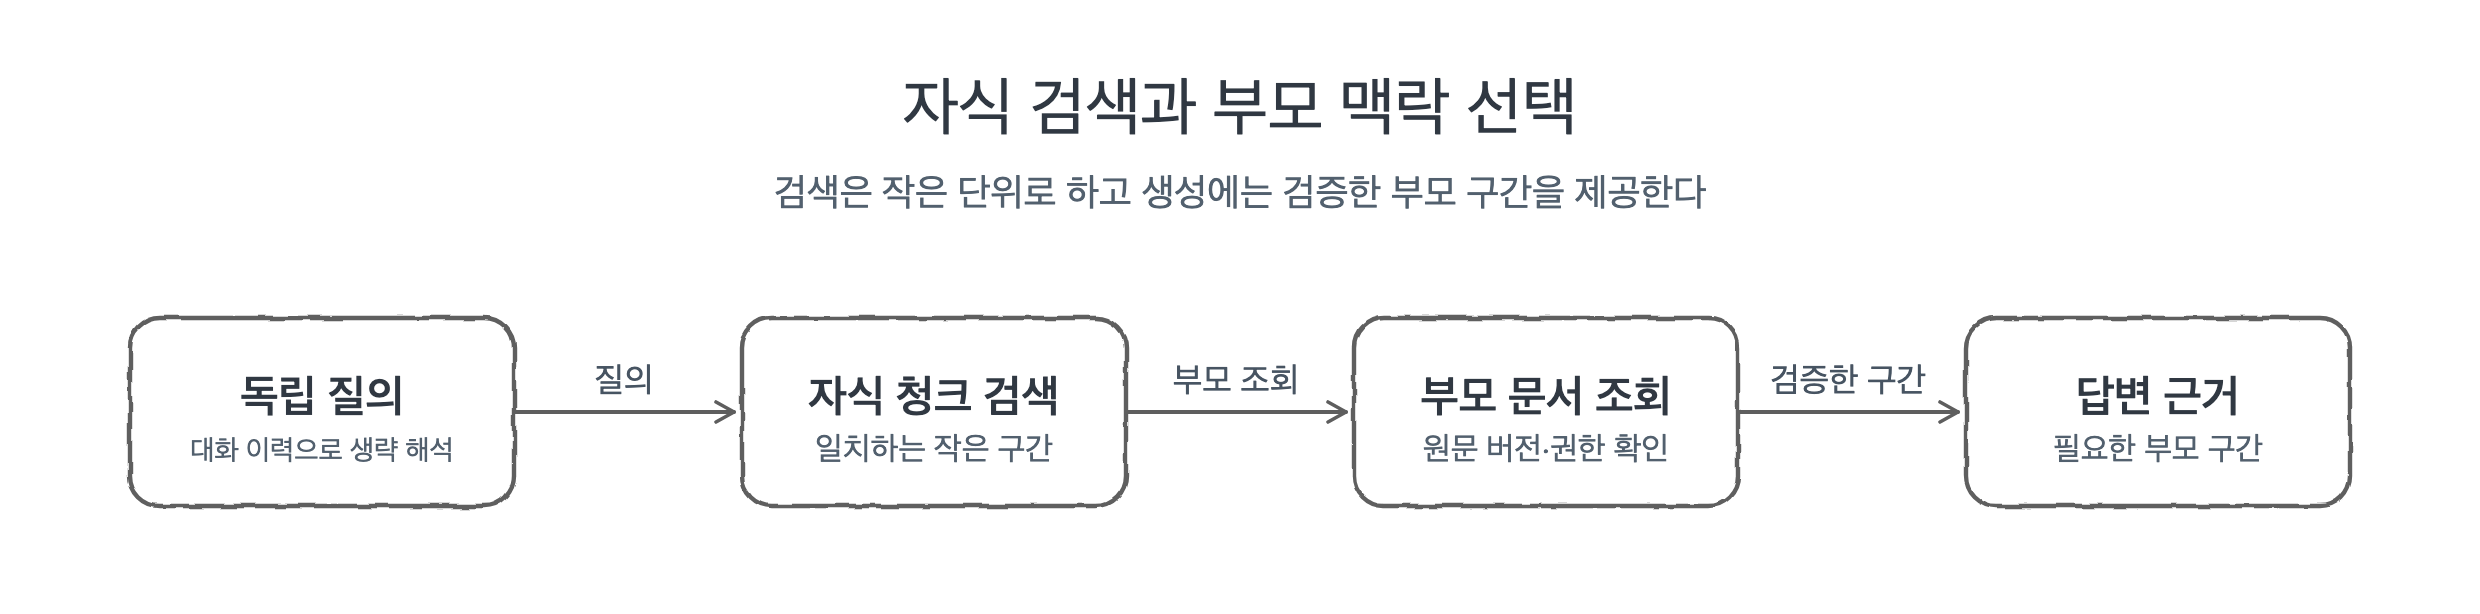 자식 검색과 부모 맥락 선택
검색은 작은 단위로 하고 생성에는 검증한 부모 구간을 제공한다
독립 질의
대화 이력으로 생략 해석
질의
자식 청크 검색
일치하는 작은 구간
부모 조회
부모 문서 조회
원문 버전·권한 확인
검증한 구간
답변 근거
필요한 부모 구간